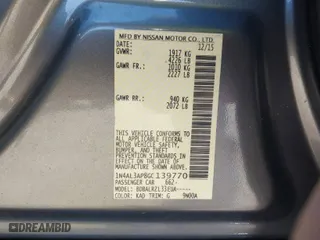 MFD BY NISSAN MOTOR CO., LTD
DATE: 12/15
GVWR: 1917 KG
4226 LB
GAWR FR: 1010 KG
2227 LB
GAWR RR: 940 KG
2072 LB
THIS VEHICLE CONFORMS TO ALL
APPLICABLE FEDERAL MOTOR VEHICLE SAFETY,
BUMPER, AND THEFT PREVENTION
STANDARDS IN EFFECT ON THE DATE OF
MANUFACTURE SHOWN ABOVE.
1N4AL3AP8GC139770
PASSENGER CAR 662-
MODEL: BDBALRZL33EDA
COLOR: KAD TRIM: G
DRIVE